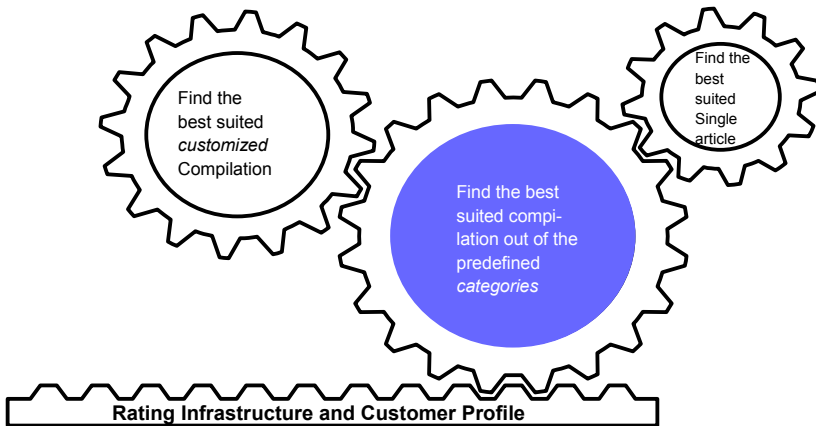 Find the
best suited
customized
Compilation
Find the best
suited compi-
lation out of the
predefined
categories
Find the
best
suited
Single
article
Rating Infrastructure and Customer Profile